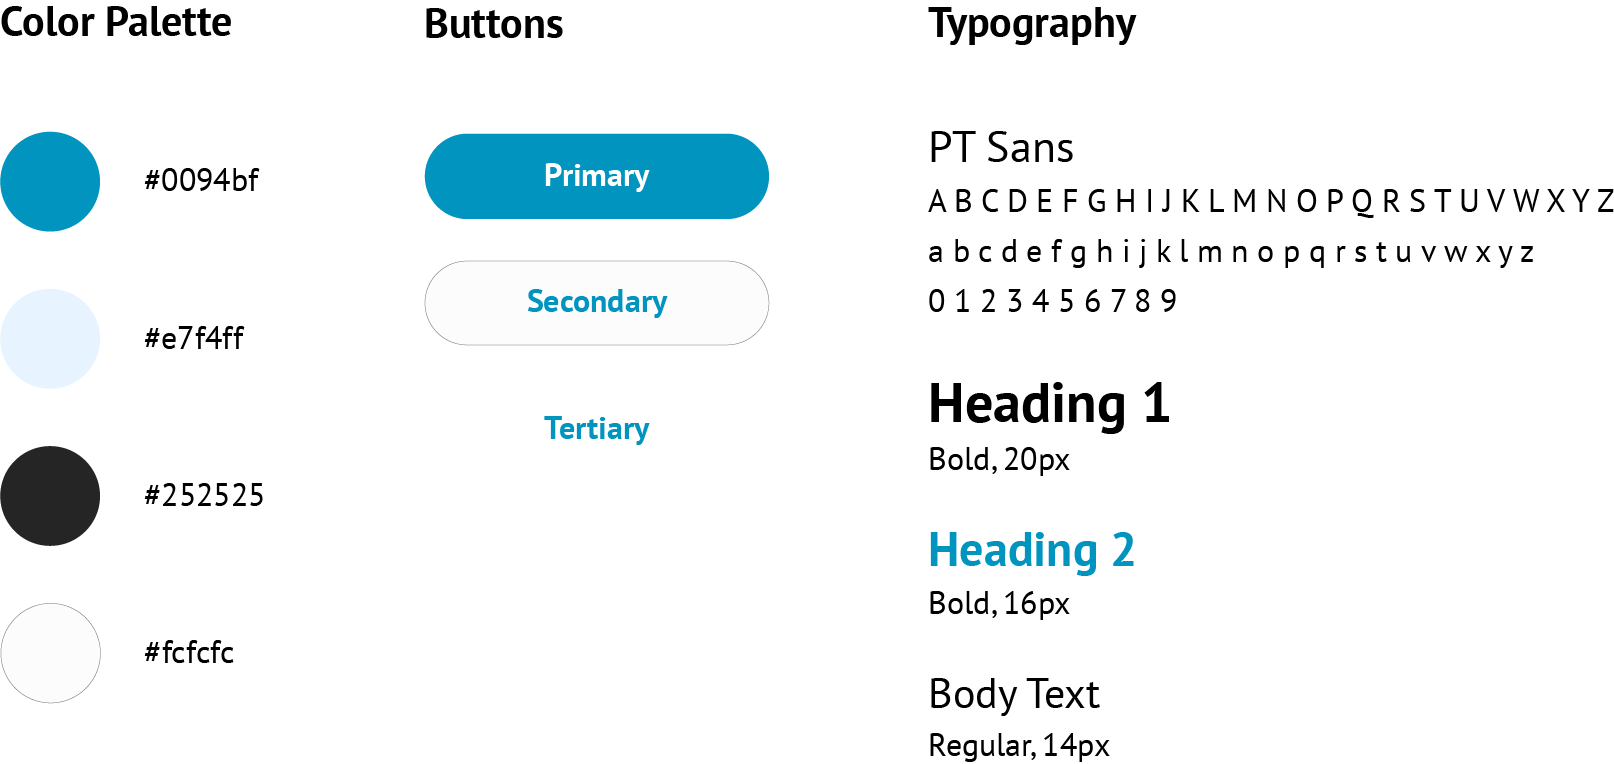 Color Palette
#0094bf
#e7f4ff
#252525
#fcfcfc
Buttons
Primary
Secondary
Tertiary
Typography
PT Sans
A B C D E F G H I J K L M N O P Q R S T U V W X Y Z
a b c d e f g h i j k l m n o p q r s t u v w x y z
0 1 2 3 4 5 6 7 8 9
Heading 1
Bold, 20px
Heading 2
Bold, 16px
Body Text
Regular, 14px